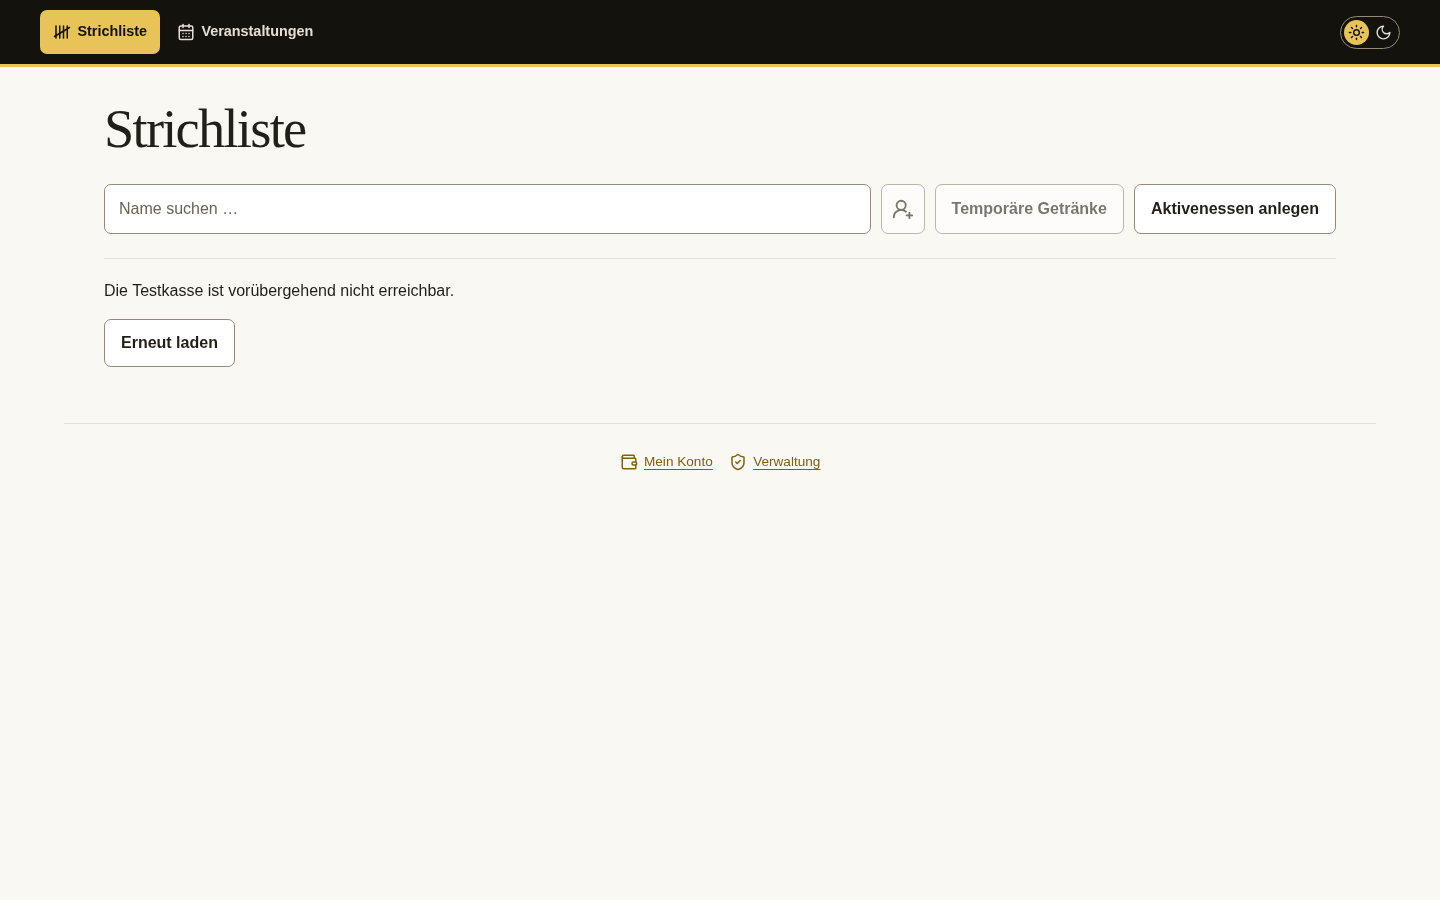 Strichliste
Veranstaltungen
Strichliste
Name suchen …
Temporäre Getränke
Aktivenessen anlegen
Die Testkasse ist vorübergehend nicht erreichbar.
Erneut laden
Mein Konto
Verwaltung